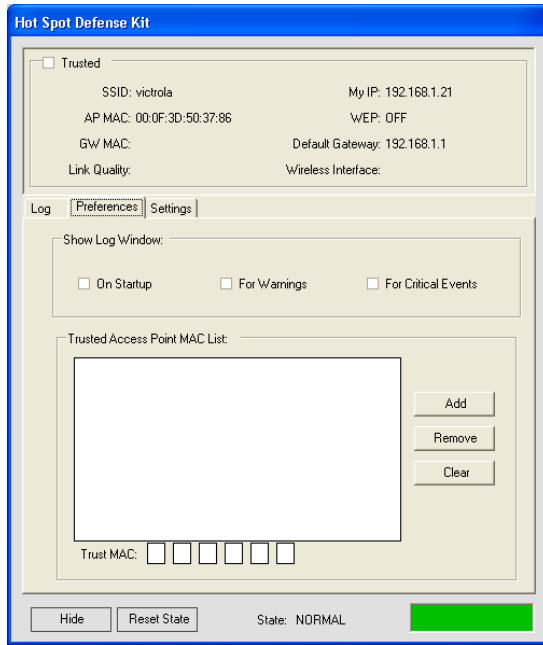 Hot Spot Defense Kit
Trusted
SSID: victrola My IP: 192.168.1.21
AP MAC: 00:0F:3D:50:37:86 WEP: OFF
GW MAC: Default Gateway: 192.168.1.1
Link Quality: Wireless Interface:
Log Preferences Settings
Show Log Window:
On Startup For Warnings For Critical Events
Trusted Access Point MAC List:
Add
Remove
Clear
Trust MAC:
Hide Reset State State: NORMAL